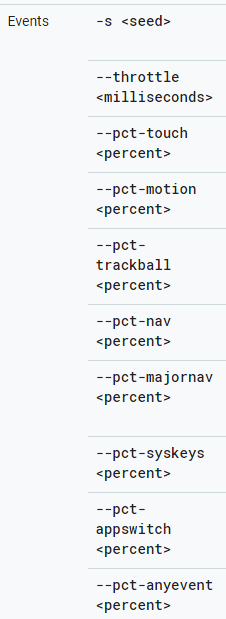 Events -s <seed>
--throttle
<milliseconds>
--pct-touch
<percent>
--pct-motion
<percent>
--pct-
trackball
<percent>
--pct-nav
<percent>
--pct-majornav
<percent>
--pct-syskeys
<percent>
--pct-
appswitch
<percent>
--pct-anyevent
<percent>